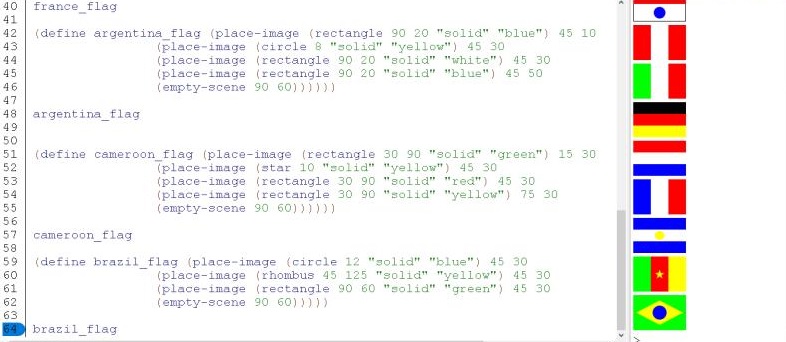 40 france_flag
41
42 (define argentina_flag (place-image (rectangle 90 20 "solid" "blue") 45 10
43 (place-image (circle 8 "solid" "yellow") 45 30
44 (place-image (rectangle 90 20 "solid" "white") 45 30
45 (place-image (rectangle 90 20 "solid" "blue") 45 50
46 (empty-scene 90 60))))))
47
48 argentina_flag
49
50
51 (define cameroon_flag (place-image (rectangle 30 90 "solid" "green") 15 30
52 (place-image (star 10 "solid" "yellow") 45 30
53 (place-image (rectangle 30 90 "solid" "red") 45 30
54 (place-image (rectangle 30 90 "solid" "yellow") 75 30
55 (empty-scene 90 60))))))
56
57 cameroon_flag
58
59 (define brazil_flag (place-image (circle 12 "solid" "blue") 45 30
60 (place-image (rhombus 45 125 "solid" "yellow") 45 30
61 (place-image (rectangle 90 60 "solid" "green") 45 30
62 (empty-scene 90 60)))))
63
64 brazil_flag
>